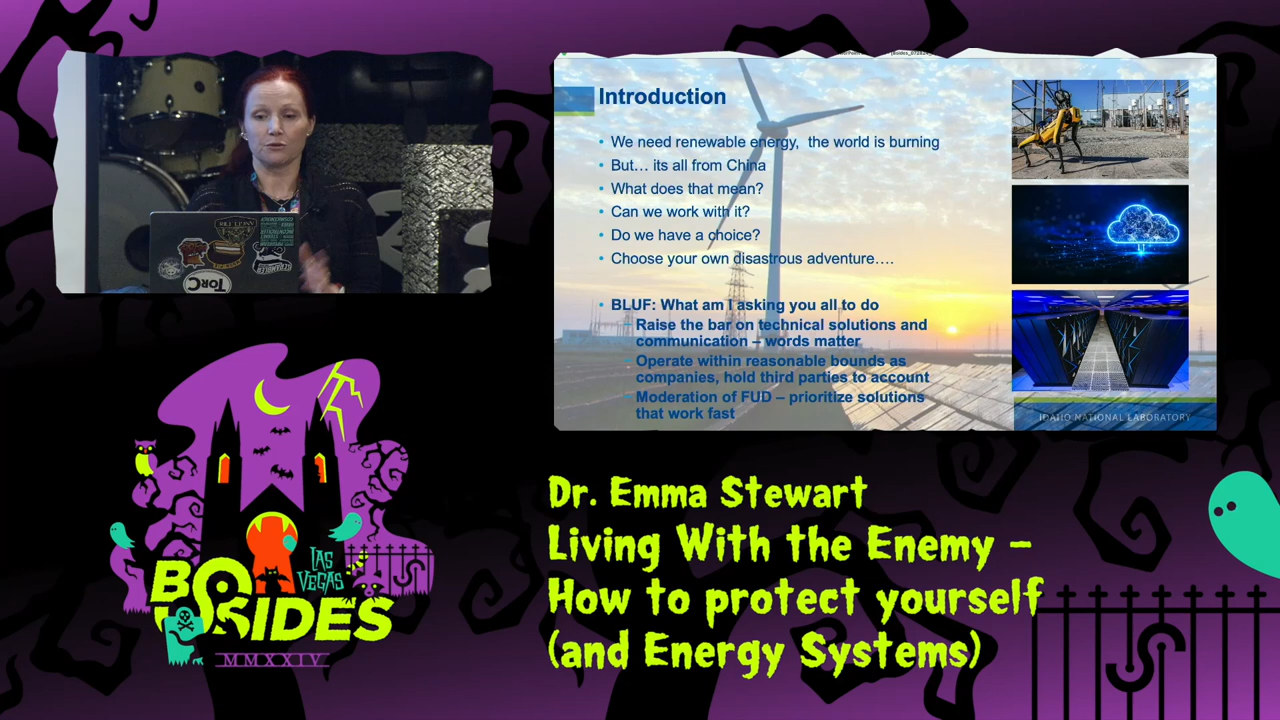 Introduction
We need renewable energy, the world is burning
But… its all from China
What does that mean?
Can we work with it?
Do we have a choice?
Choose your own disastrous adventure….
BLUF: What am I asking you all to do
– Raise the bar on technical solutions and
communication – words matter
– Operate within reasonable bounds as
companies, hold third parties to account
– Moderation of FUD – prioritize solutions
that work fast
IDAHO NATIONAL LABORATORY
TorC
LAS
VEGAS
BSIDES
MMXXIV
Dr. Emma Stewart
Living With the Enemy –
How to protect yourself
(and Energy Systems)